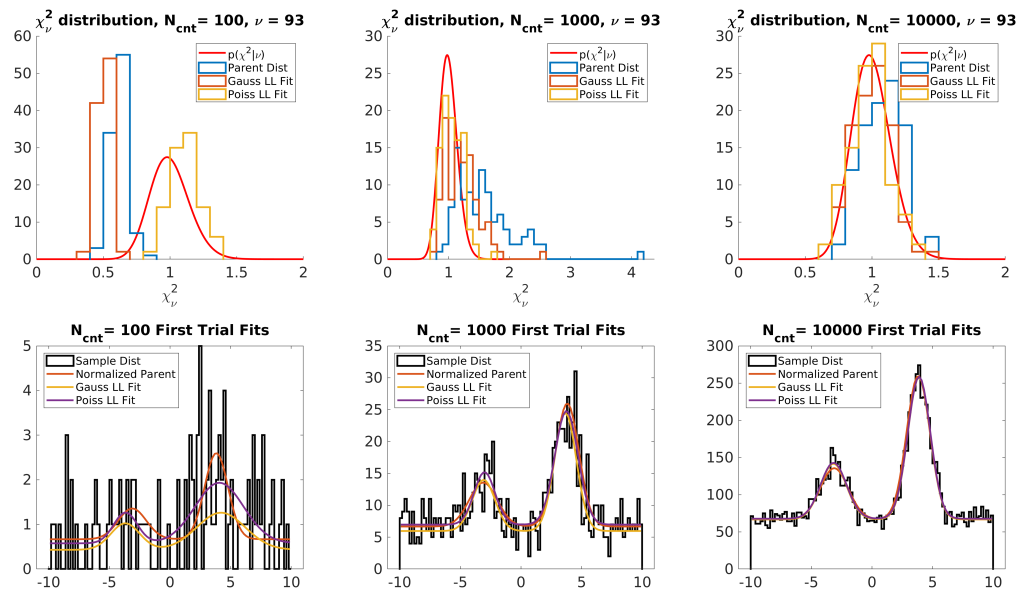 χ²ν distribution, Ncnt= 100, ν = 93
60
50
40
30
20
10
0
p(χ²|ν)
Parent Dist
Gauss LL Fit
Poiss LL Fit
0 0.5 1 1.5 2
χ²ν
χ²ν distribution, Ncnt= 1000, ν = 93
30
25
20
15
10
5
0
p(χ²|ν)
Parent Dist
Gauss LL Fit
Poiss LL Fit
0 1 2 3 4
χ²ν
χ²ν distribution, Ncnt= 10000, ν = 93
30
25
20
15
10
5
0
p(χ²|ν)
Parent Dist
Gauss LL Fit
Poiss LL Fit
0 0.5 1 1.5 2
χ²ν
Ncnt= 100 First Trial Fits
5
4
3
2
1
0
Sample Dist
Normalized Parent
Gauss LL Fit
Poiss LL Fit
-10 -5 0 5 10
Ncnt= 1000 First Trial Fits
35
30
25
20
15
10
5
0
Sample Dist
Normalized Parent
Gauss LL Fit
Poiss LL Fit
-10 -5 0 5 10
Ncnt= 10000 First Trial Fits
300
250
200
150
100
50
0
Sample Dist
Normalized Parent
Gauss LL Fit
Poiss LL Fit
-10 -5 0 5 10